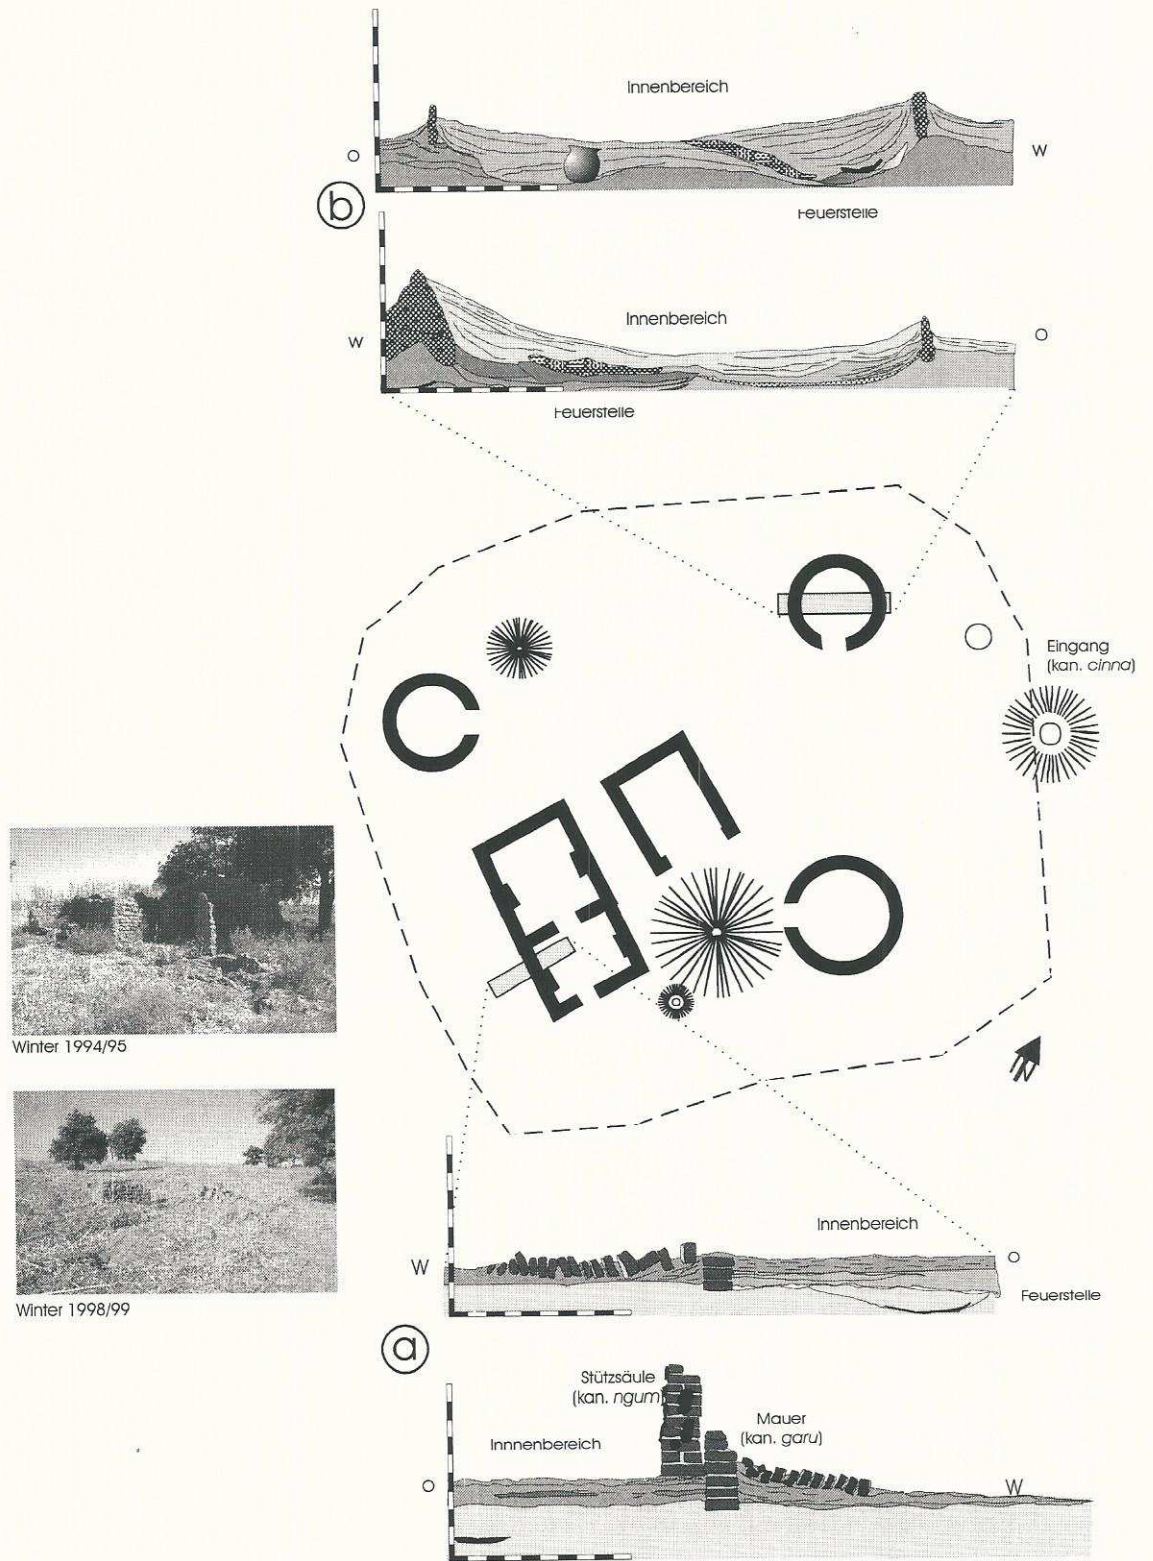 Innenbereich
O
W
b
Feuerstelle
Innenbereich
W
O
Feuerstelle
Eingang
(kan. cinna)
N
Winter 1994/95
Winter 1998/99
Innenbereich
W
O
Feuerstelle
a
Stützsäule
(kan. ngum)
Mauer
(kan. garu)
Innnenbereich
O
W